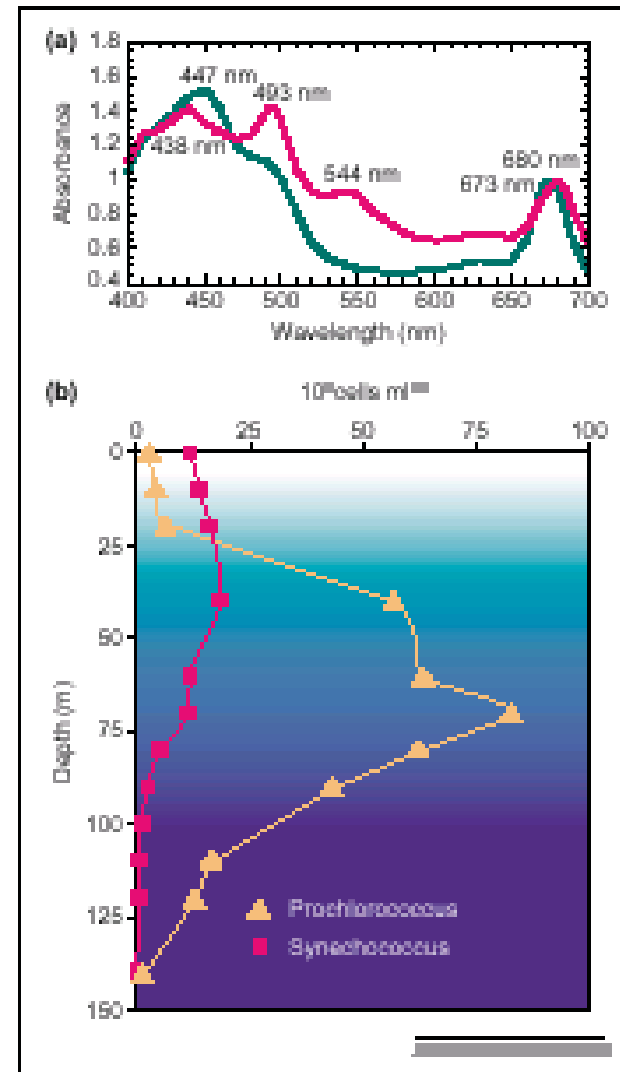 (a)
1.8
1.6
1.4
1.2
1
0.8
0.6
0.4
447 nm
493 nm
438 nm
544 nm
680 nm
673 nm
Absorbance
400 450 500 550 600 650 700
Wavelength (nm)
(b)
cells ml
0 25 50 75 100
0
25
50
75
100
125
150
Depth (m)
Prochlorococcus
Synechococcus